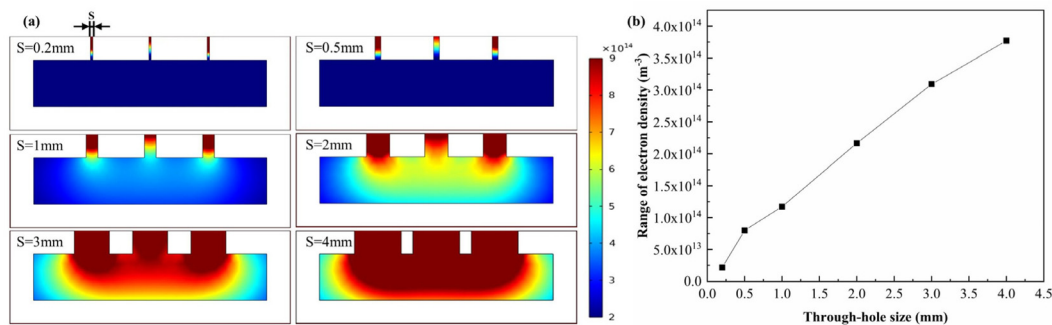 (a)
S
S=0.2mm
S=0.5mm
S=1mm
S=2mm
S=3mm
S=4mm
×10¹⁴
9
8
7
6
5
4
3
2
(b)
Range of electron density (m⁻³)
4.0x10¹⁴
3.5x10¹⁴
3.0x10¹⁴
2.5x10¹⁴
2.0x10¹⁴
1.5x10¹⁴
1.0x10¹⁴
5.0x10¹³
0.0
0.0 0.5 1.0 1.5 2.0 2.5 3.0 3.5 4.0 4.5
Through-hole size (mm)